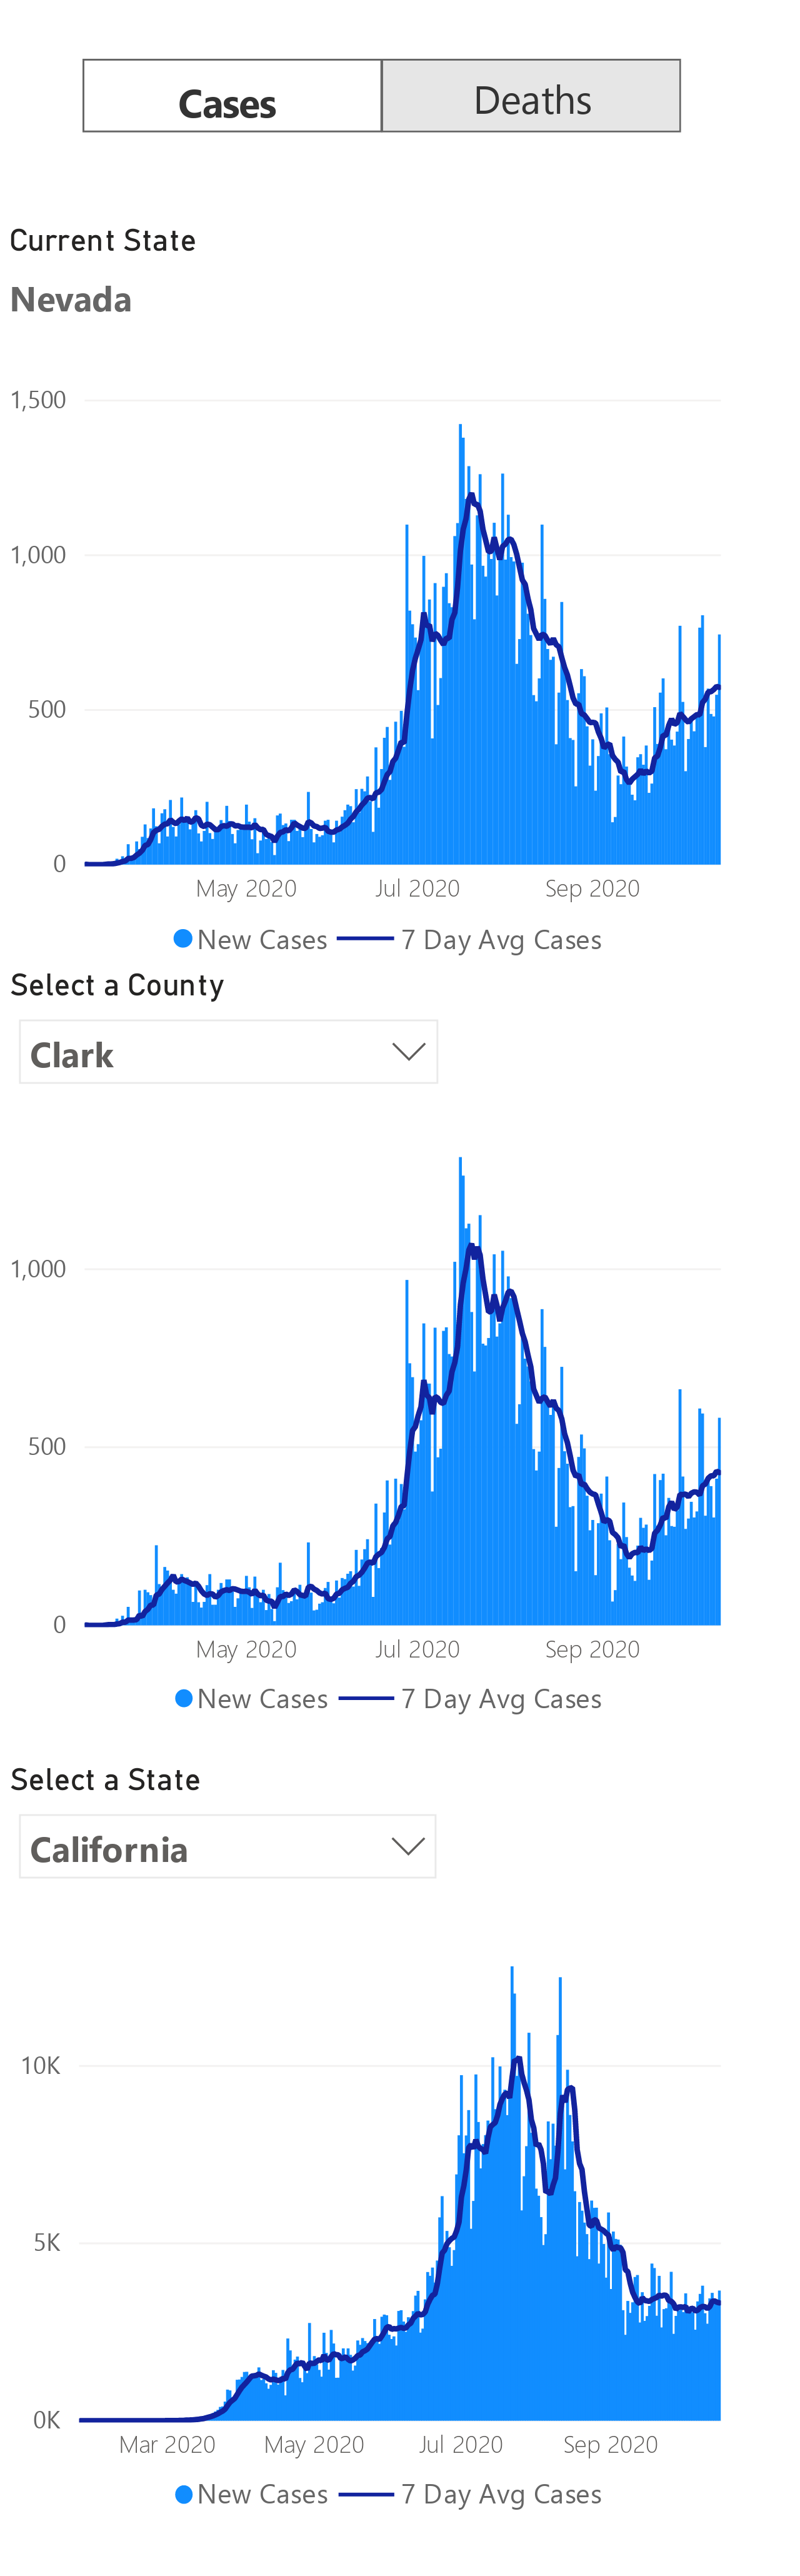 Cases Deaths
Current State
Nevada
1,500
1,000
500
0
May 2020 Jul 2020 Sep 2020
New Cases 7 Day Avg Cases
Select a County
Clark
1,000
500
0
May 2020 Jul 2020 Sep 2020
New Cases 7 Day Avg Cases
Select a State
California
10K
5K
0K
Mar 2020 May 2020 Jul 2020 Sep 2020
New Cases 7 Day Avg Cases